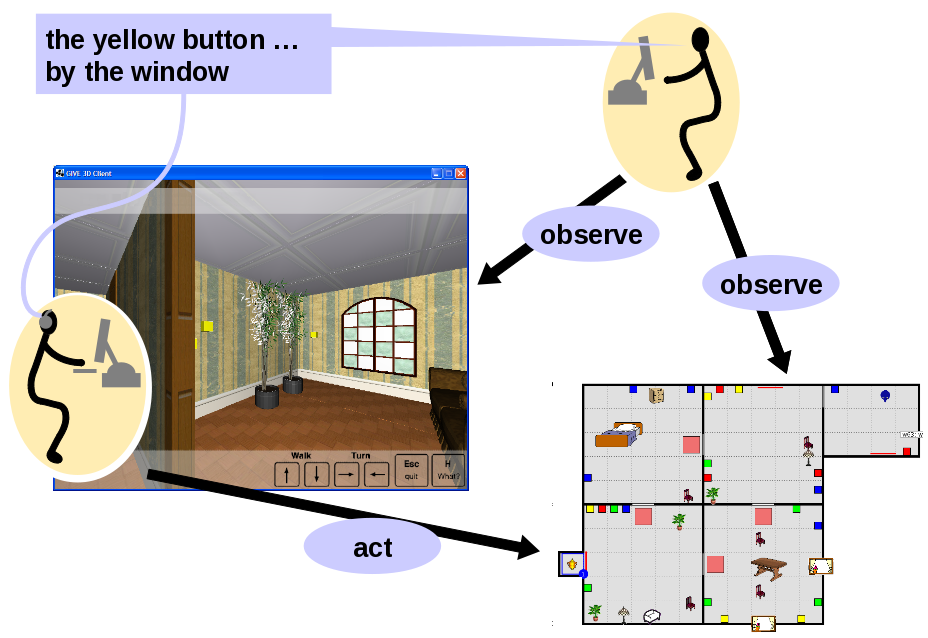 the yellow button …
by the window
GIVE 3D Client
observe
observe
Walk
Turn
Esc
quit
H
What?
act